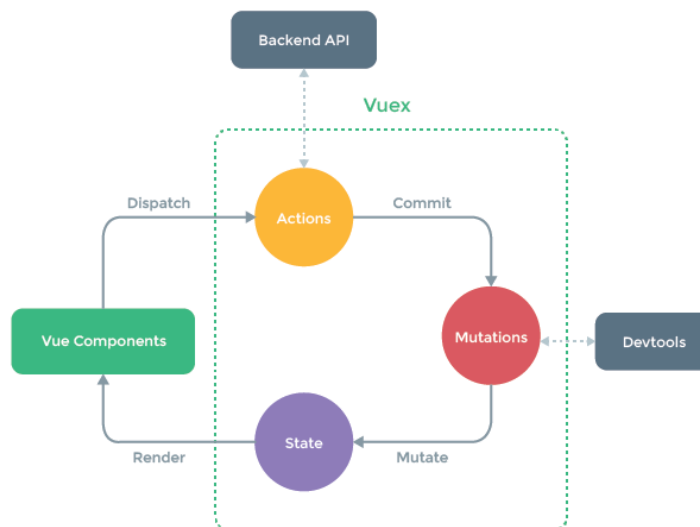 Backend API
Vuex
Dispatch
Commit
Actions
Vue Components
Mutations
Devtools
State
Render
Mutate